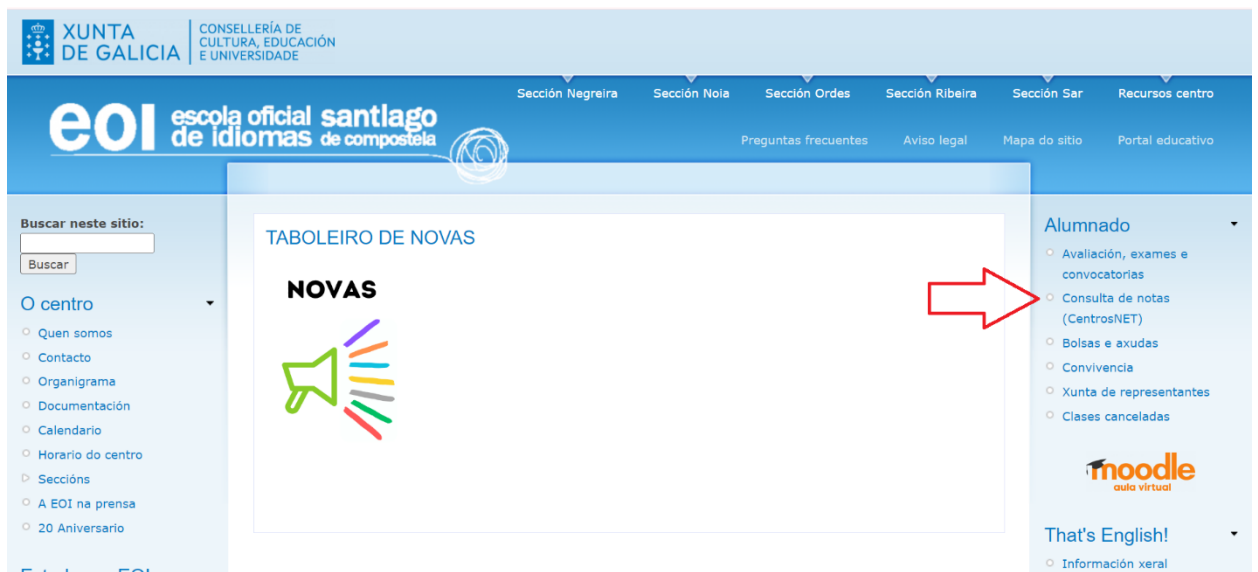 XUNTA
DE GALICIA
CONSELLERÍA DE
CULTURA, EDUCACIÓN
E UNIVERSIDADE
Sección Negreira
Sección Noia
Sección Ordes
Sección Ribeira
Sección Sar
Recursos centro
eoi escola oficial santiago
de idiomas de compostela
Preguntas frecuentes
Aviso legal
Mapa do sitio
Portal educativo
Buscar neste sitio:
Buscar
O centro
Quen somos
Contacto
Organigrama
Documentación
Calendario
Horario do centro
Seccións
A EOI na prensa
20 Aniversario
TABOLEIRO DE NOVAS
NOVAS
Alumnado
Avaliación, exames e
convocatorias
Consulta de notas
(CentrosNET)
Bolsas e axudas
Convivencia
Xunta de representantes
Clases canceladas
moodle
aula virtual
That's English!
Información xeral